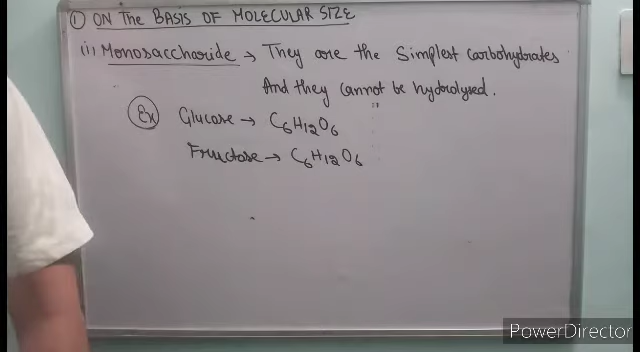 ① ON The BASIS OF MOLECULAR SIZE
(i) Monosaccharide → They are the Simplest carbohydrates
And they cannot be hydrolysed.
Ex Glucose → C₆H₁₂O₆
Fructose → C₆H₁₂O₆
PowerDirector